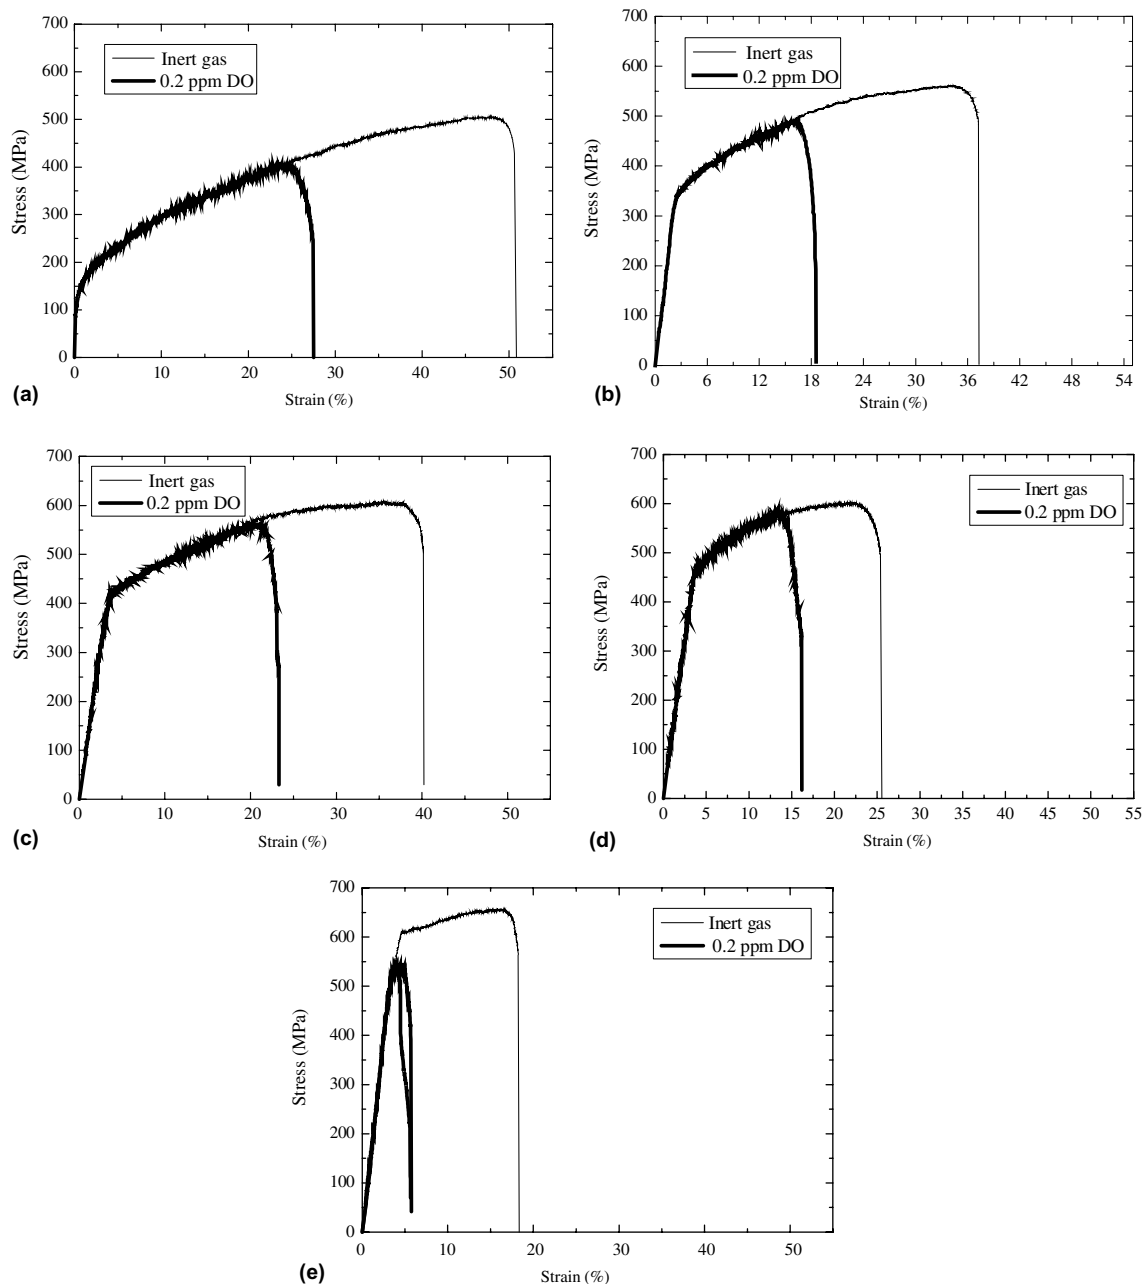 700
600
500
400
300
200
100
0
Stress (MPa)
Inert gas
0.2 ppm DO
0 10 20 30 40 50
Strain (%)
(a)
700
600
500
400
300
200
100
0
Stress (MPa)
Inert gas
0.2 ppm DO
0 6 12 18 24 30 36 42 48 54
Strain (%)
(b)
700
600
500
400
300
200
100
0
Stress (MPa)
Inert gas
0.2 ppm DO
0 10 20 30 40 50
Strain (%)
(c)
700
600
500
400
300
200
100
0
Stress (MPa)
Inert gas
0.2 ppm DO
0 5 10 15 20 25 30 35 40 45 50 55
Strain (%)
(d)
700
600
500
400
300
200
100
0
Stress (MPa)
Inert gas
0.2 ppm DO
0 10 20 30 40 50
Strain (%)
(e)